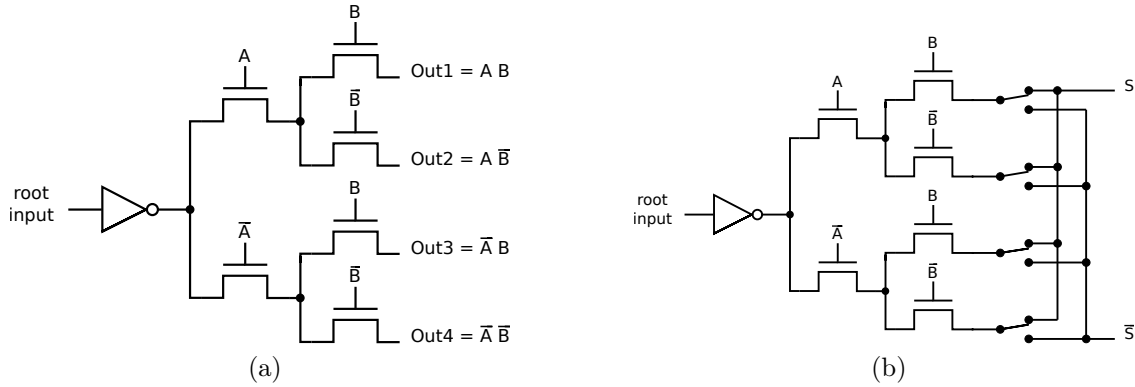 B
A
Out1 = A B
B̅
Out2 = A B̅
root
input
B
A̅
Out3 = A̅ B
B̅
Out4 = A̅ B̅
(a)
B
A
S
B̅
root
input
B
A̅
B̅
S̅
(b)